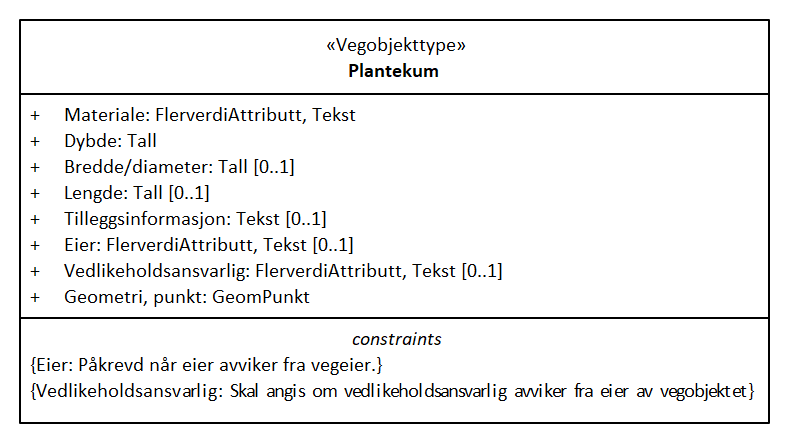 «Vegobjekttype»
Plantekum
+ Materiale: FlerverdiAttributt, Tekst
+ Dybde: Tall
+ Bredde/diameter: Tall [0..1]
+ Lengde: Tall [0..1]
+ Tilleggsinformasjon: Tekst [0..1]
+ Eier: FlerverdiAttributt, Tekst [0..1]
+ Vedlikeholdsansvarlig: FlerverdiAttributt, Tekst [0..1]
+ Geometri, punkt: GeomPunkt
constraints
{Eier: Påkrevd når eier avviker fra vegeier.}
{Vedlikeholdsansvarlig: Skal angis om vedlikeholdsansvarlig avviker fra eier av vegobjektet}